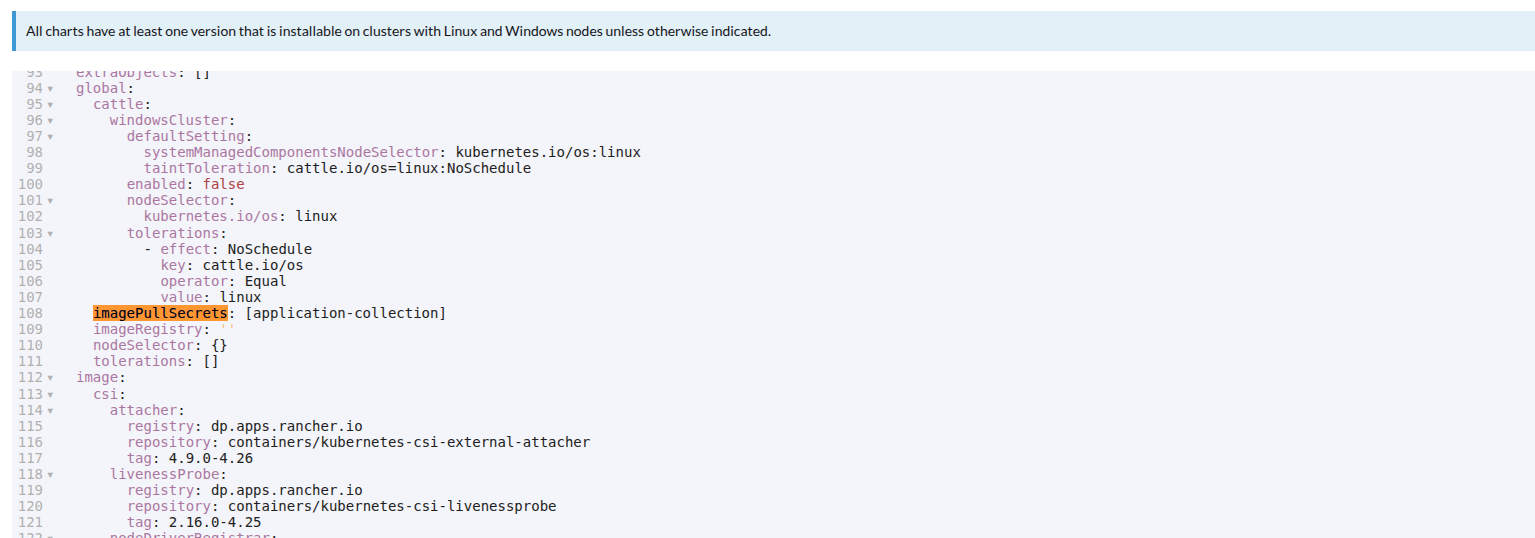 All charts have at least one version that is installable on clusters with Linux and Windows nodes unless otherwise indicated.
93 extraObjects: []
94 global:
95 cattle:
96 windowsCluster:
97 defaultSetting:
98 systemManagedComponentsNodeSelector: kubernetes.io/os:linux
99 taintToleration: cattle.io/os=linux:NoSchedule
100 enabled: false
101 nodeSelector:
102 kubernetes.io/os: linux
103 tolerations:
104 - effect: NoSchedule
105 key: cattle.io/os
106 operator: Equal
107 value: linux
108 imagePullSecrets: [application-collection]
109 imageRegistry: ''
110 nodeSelector: {}
111 tolerations: []
112 image:
113 csi:
114 attacher:
115 registry: dp.apps.rancher.io
116 repository: containers/kubernetes-csi-external-attacher
117 tag: 4.9.0-4.26
118 livenessProbe:
119 registry: dp.apps.rancher.io
120 repository: containers/kubernetes-csi-livenessprobe
121 tag: 2.16.0-4.25
122 nodeDriverRegistrar: